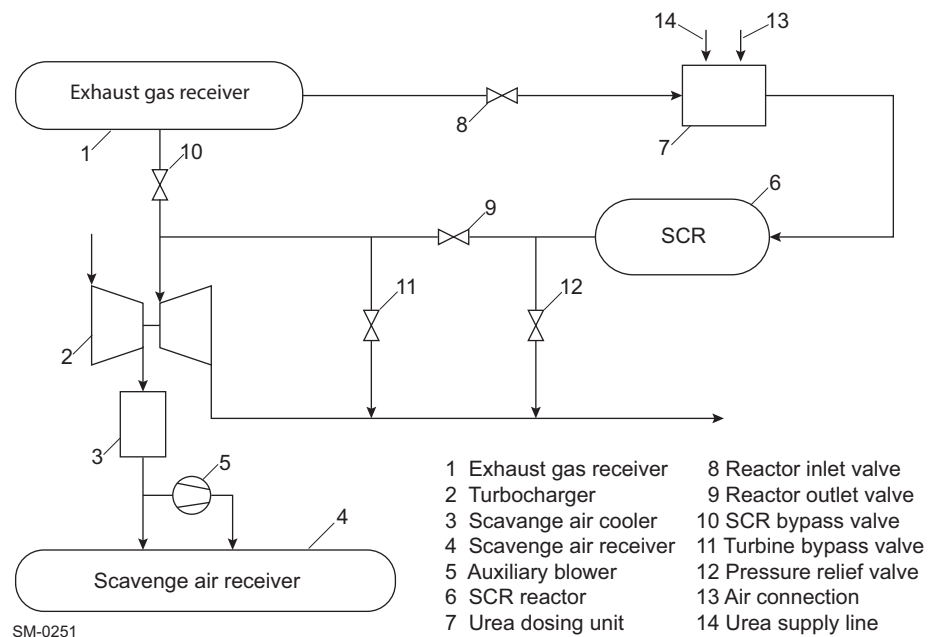 14
13
Exhaust gas receiver
1
8
7
10
6
9
SCR
11
12
2
3
5
4
Scavenge air receiver
1 Exhaust gas receiver
2 Turbocharger
3 Scavange air cooler
4 Scavenge air receiver
5 Auxiliary blower
6 SCR reactor
7 Urea dosing unit
8 Reactor inlet valve
9 Reactor outlet valve
10 SCR bypass valve
11 Turbine bypass valve
12 Pressure relief valve
13 Air connection
14 Urea supply line
SM-0251